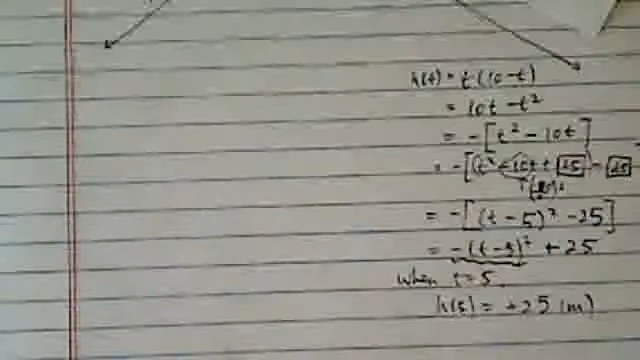 h(t) = t(10-t)
= 10t - t²
= -[t² - 10t]
= -[(t² - 10t + 25) - 25]
= -[(t-5)² - 25]
= -(t-5)² + 25
when t=5
h(5) = +25 (m)